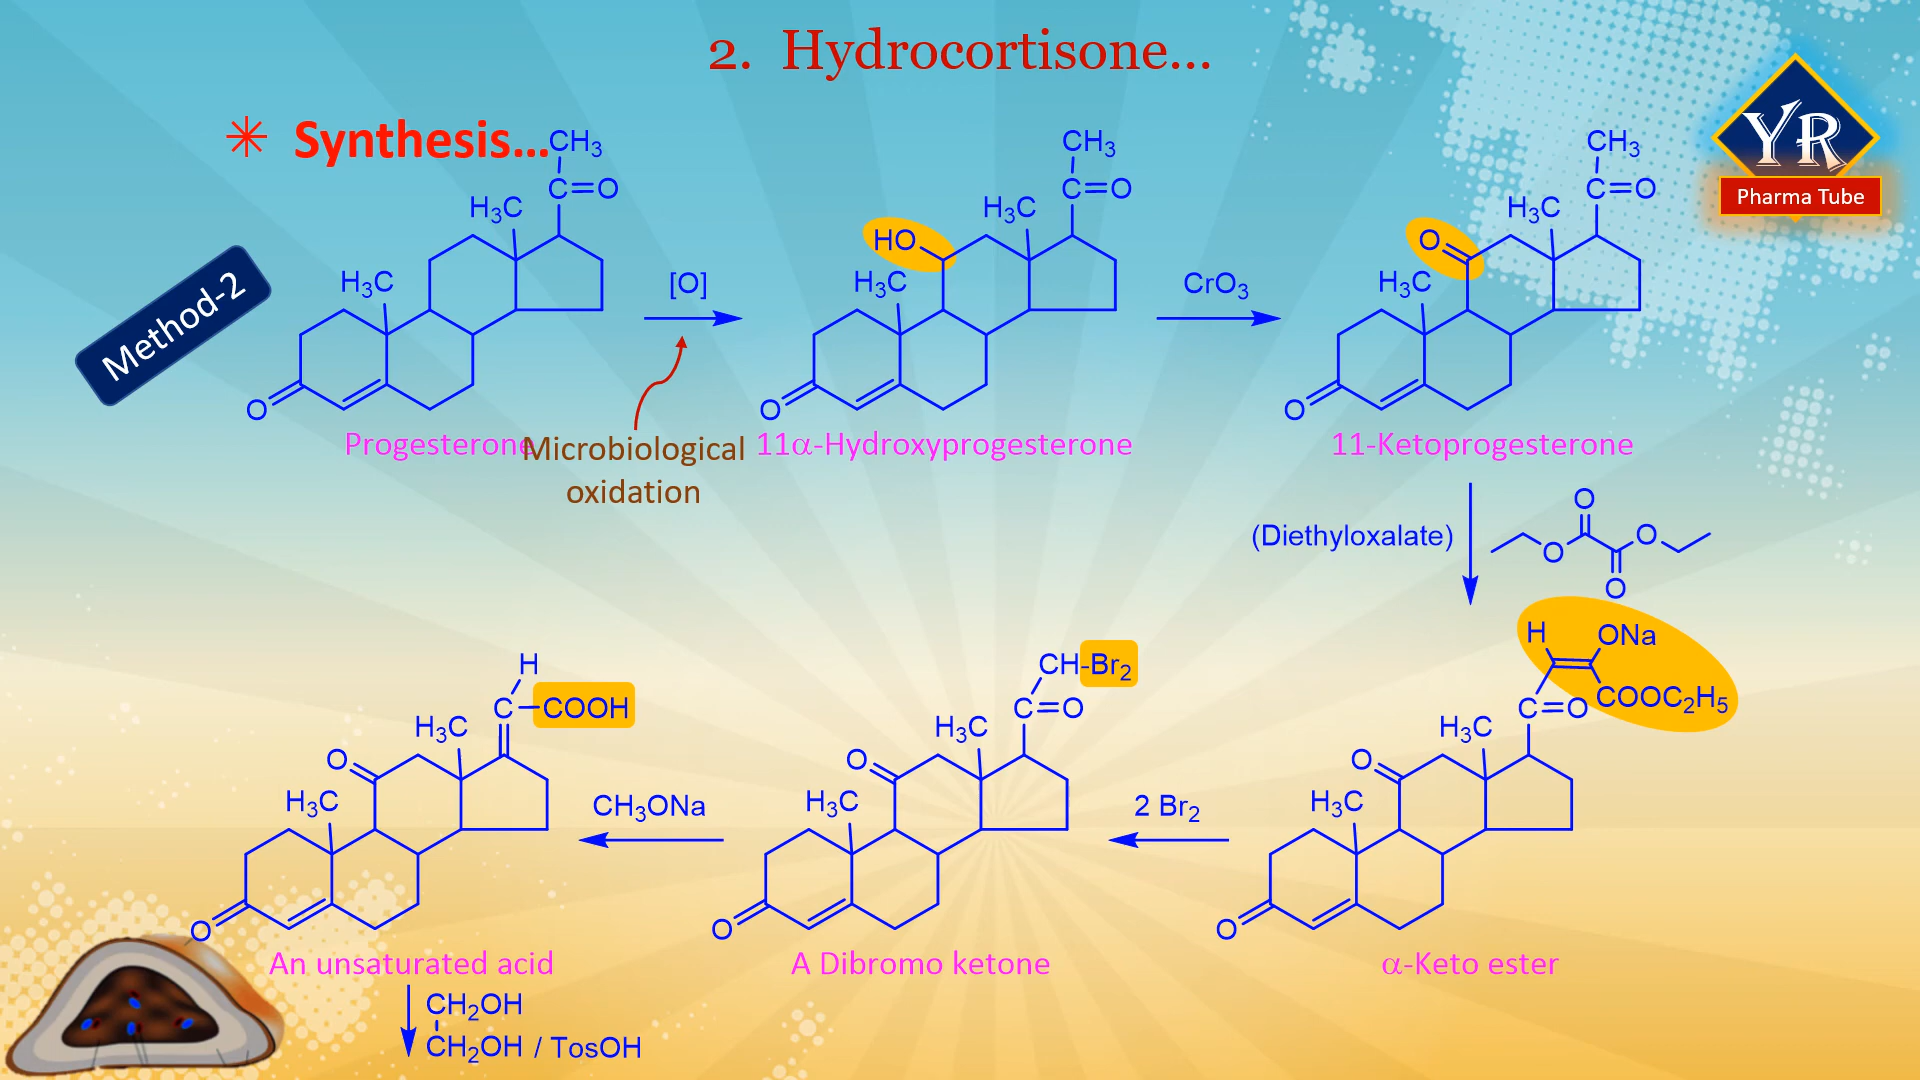 2. Hydrocortisone...
✳ Synthesis...
YR
Pharma Tube
Method-2
CH₃
C=O
H₃C
H₃C
O
Progesterone
[O]
Microbiological
oxidation
CH₃
C=O
H₃C
HO
H₃C
O
11α-Hydroxyprogesterone
CrO₃
CH₃
C=O
H₃C
O
H₃C
O
11-Ketoprogesterone
(Diethyloxalate)
O
O
O
O
H
ONa
COOC₂H₅
C=O
H₃C
O
H₃C
O
α-Keto ester
2 Br₂
CH-Br₂
C=O
H₃C
O
H₃C
O
A Dibromo ketone
CH₃ONa
H
C–COOH
H₃C
O
H₃C
O
An unsaturated acid
CH₂OH
CH₂OH / TosOH